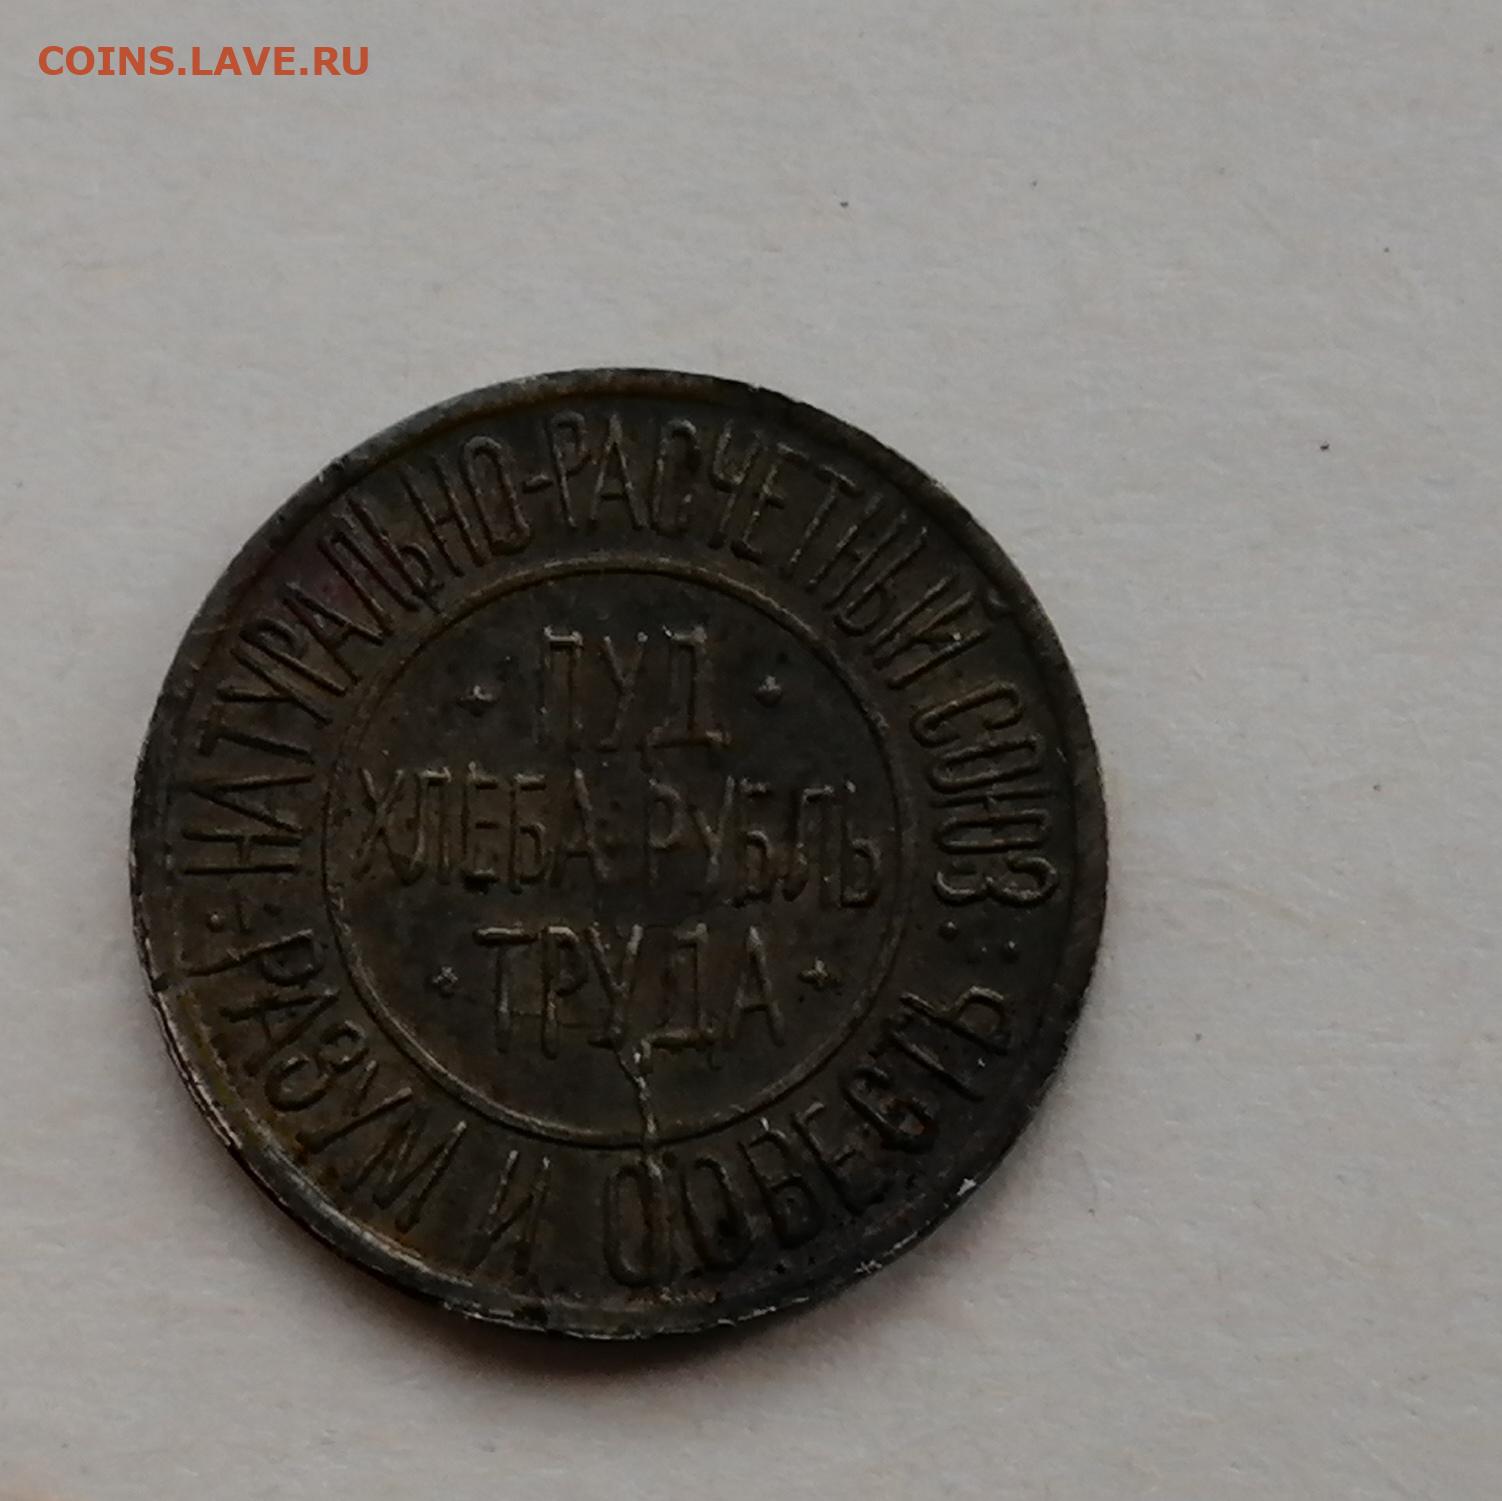 COINS.LAVE.RU
НАТУРАЛЬНО-РАСЧЕТНЫЙ СОЮЗ
ПУД
ХЛЕБА-РУБЛЬ
ТРУДА
РАЗУМ И СОВЕСТЬ